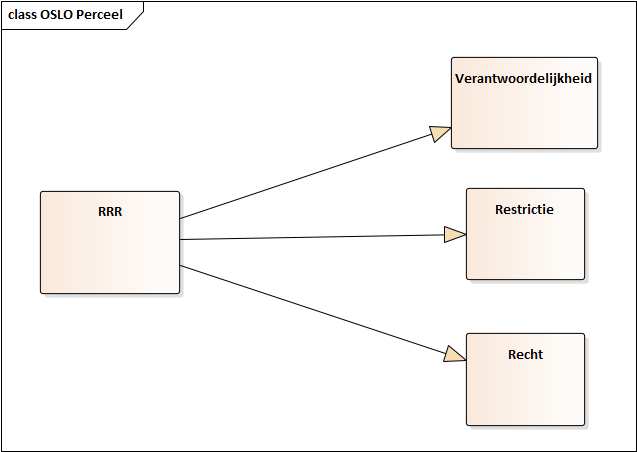 class OSLO Perceel
Verantwoordelijkheid
RRR
Restrictie
Recht